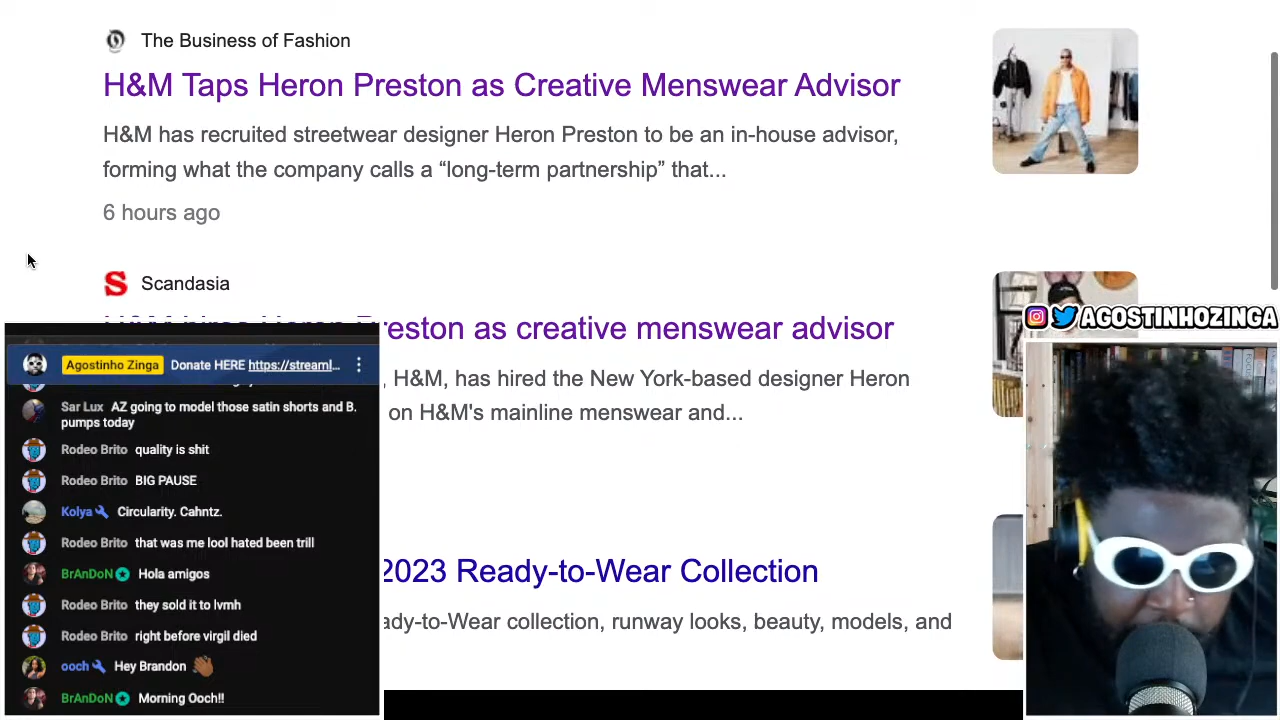 The Business of Fashion
H&M Taps Heron Preston as Creative Menswear Advisor
H&M has recruited streetwear designer Heron Preston to be an in-house advisor,
forming what the company calls a “long-term partnership” that...
6 hours ago
Scandasia
Preston as creative menswear advisor
, H&M, has hired the New York-based designer Heron
on H&M's mainline menswear and...
2023 Ready-to-Wear Collection
ady-to-Wear collection, runway looks, beauty, models, and
AGOSTINHOZINGA
Agostinho Zinga Donate HERE https://streaml...
Sar Lux AZ going to model those satin shorts and B.
pumps today
Rodeo Brito quality is shit
Rodeo Brito BIG PAUSE
Kolya Circularity. Cahntz.
Rodeo Brito that was me lool hated been trill
BrAnDoN Hola amigos
Rodeo Brito they sold it to lvmh
Rodeo Brito right before virgil died
ooch Hey Brandon
BrAnDoN Morning Ooch!!